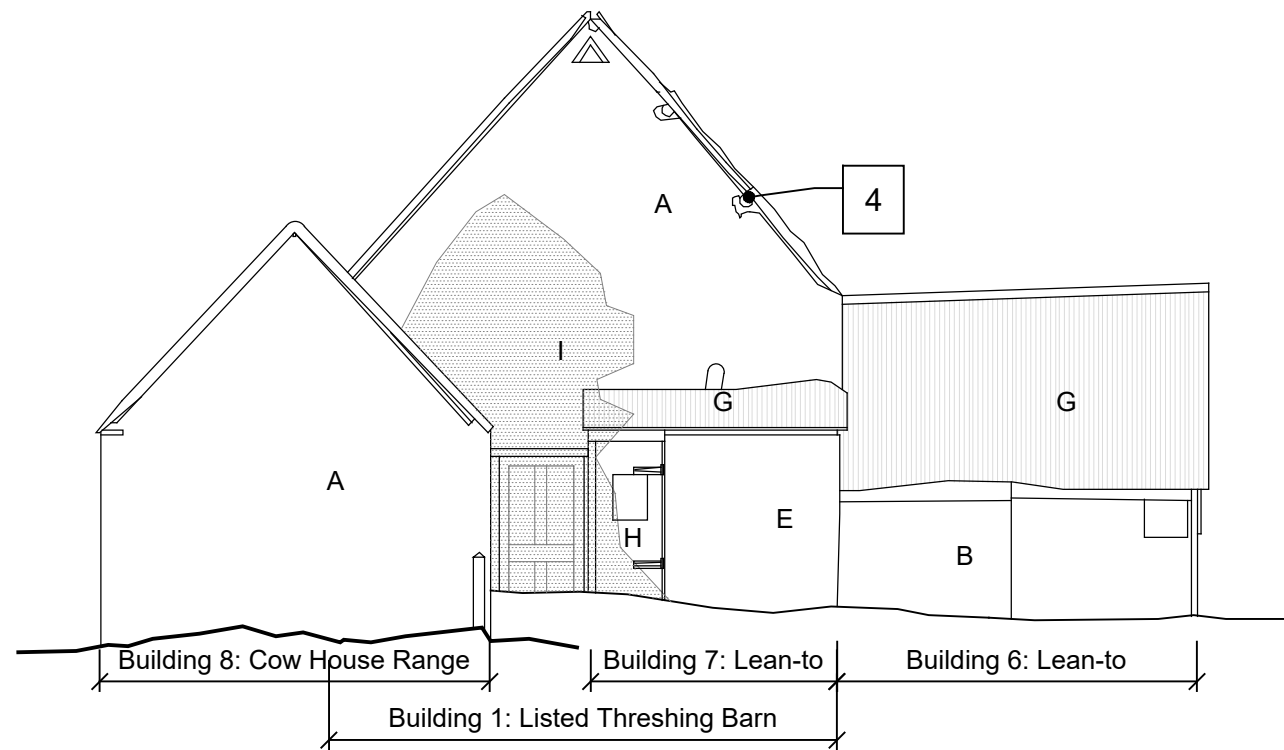 A
4
I
G
G
A
E
H
B
Building 8: Cow House Range
Building 7: Lean-to
Building 6: Lean-to
Building 1: Listed Threshing Barn